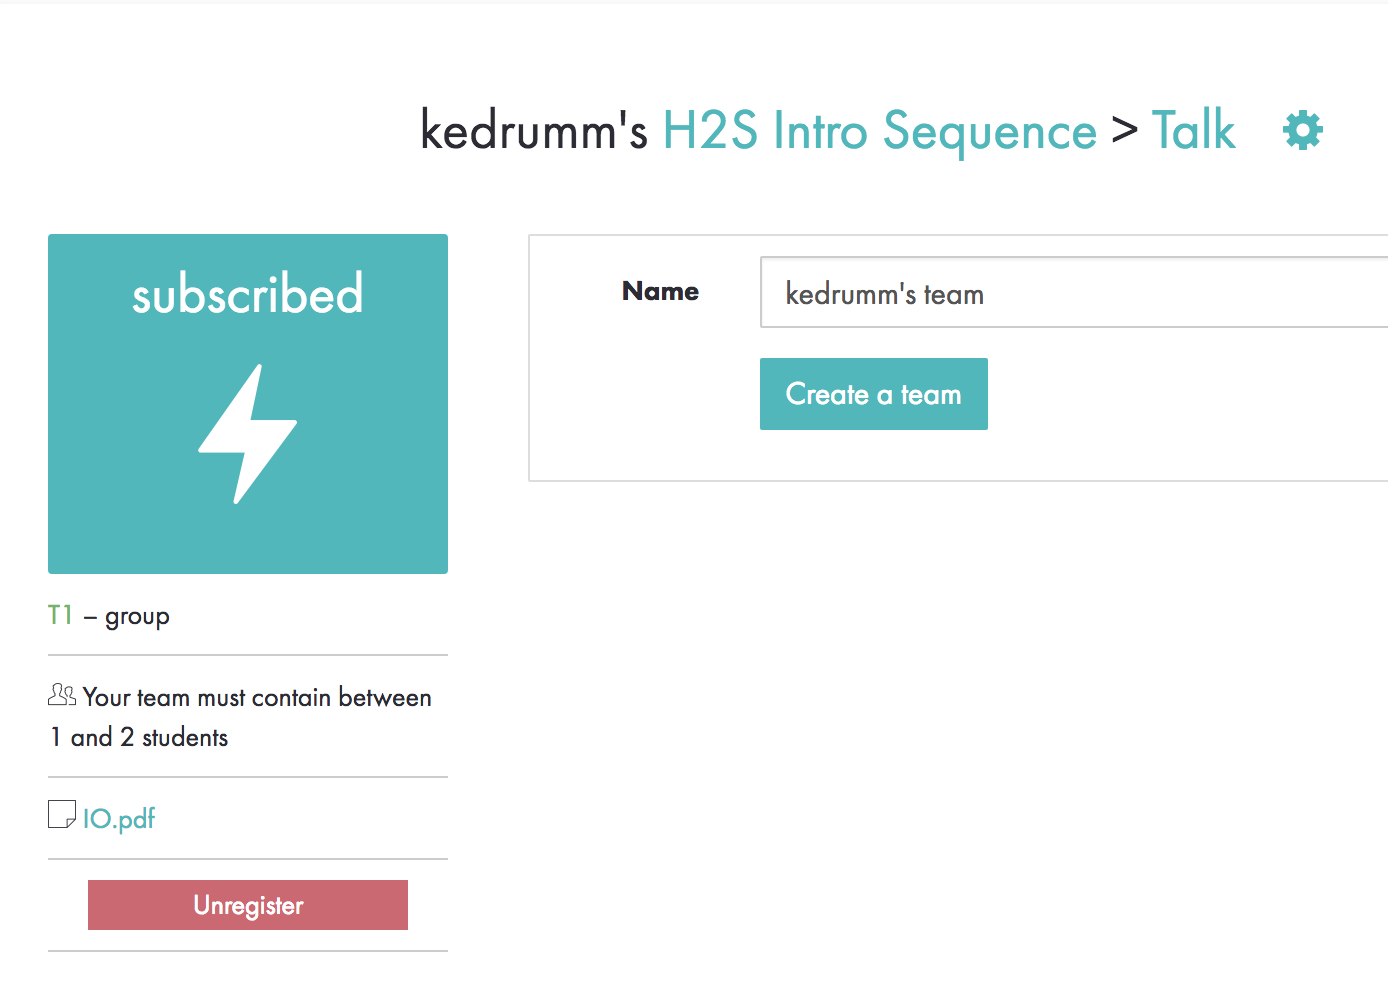 kedrumm's H2S Intro Sequence > Talk
subscribed
T1 – group
Your team must contain between
1 and 2 students
IO.pdf
Unregister
Name
kedrumm's team
Create a team